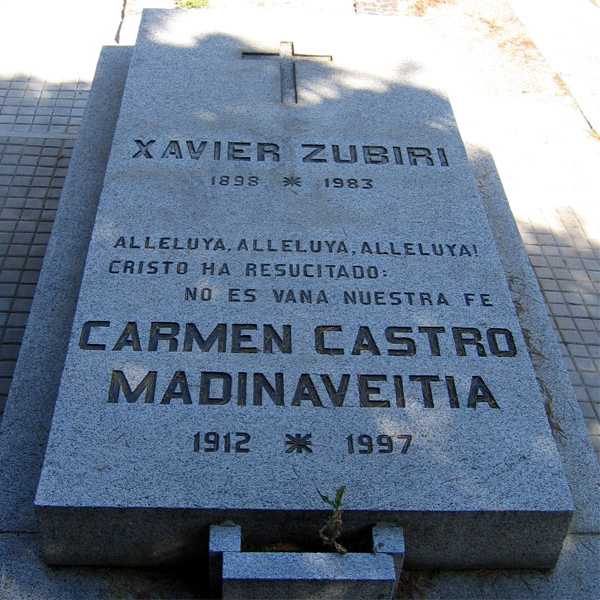 XAVIER ZUBIRI
1898 * 1983
ALLELUYA, ALLELUYA, ALLELUYA!
CRISTO HA RESUCITADO:
NO ES VANA NUESTRA FE
CARMEN CASTRO
MADINAVEITIA
1912 * 1997